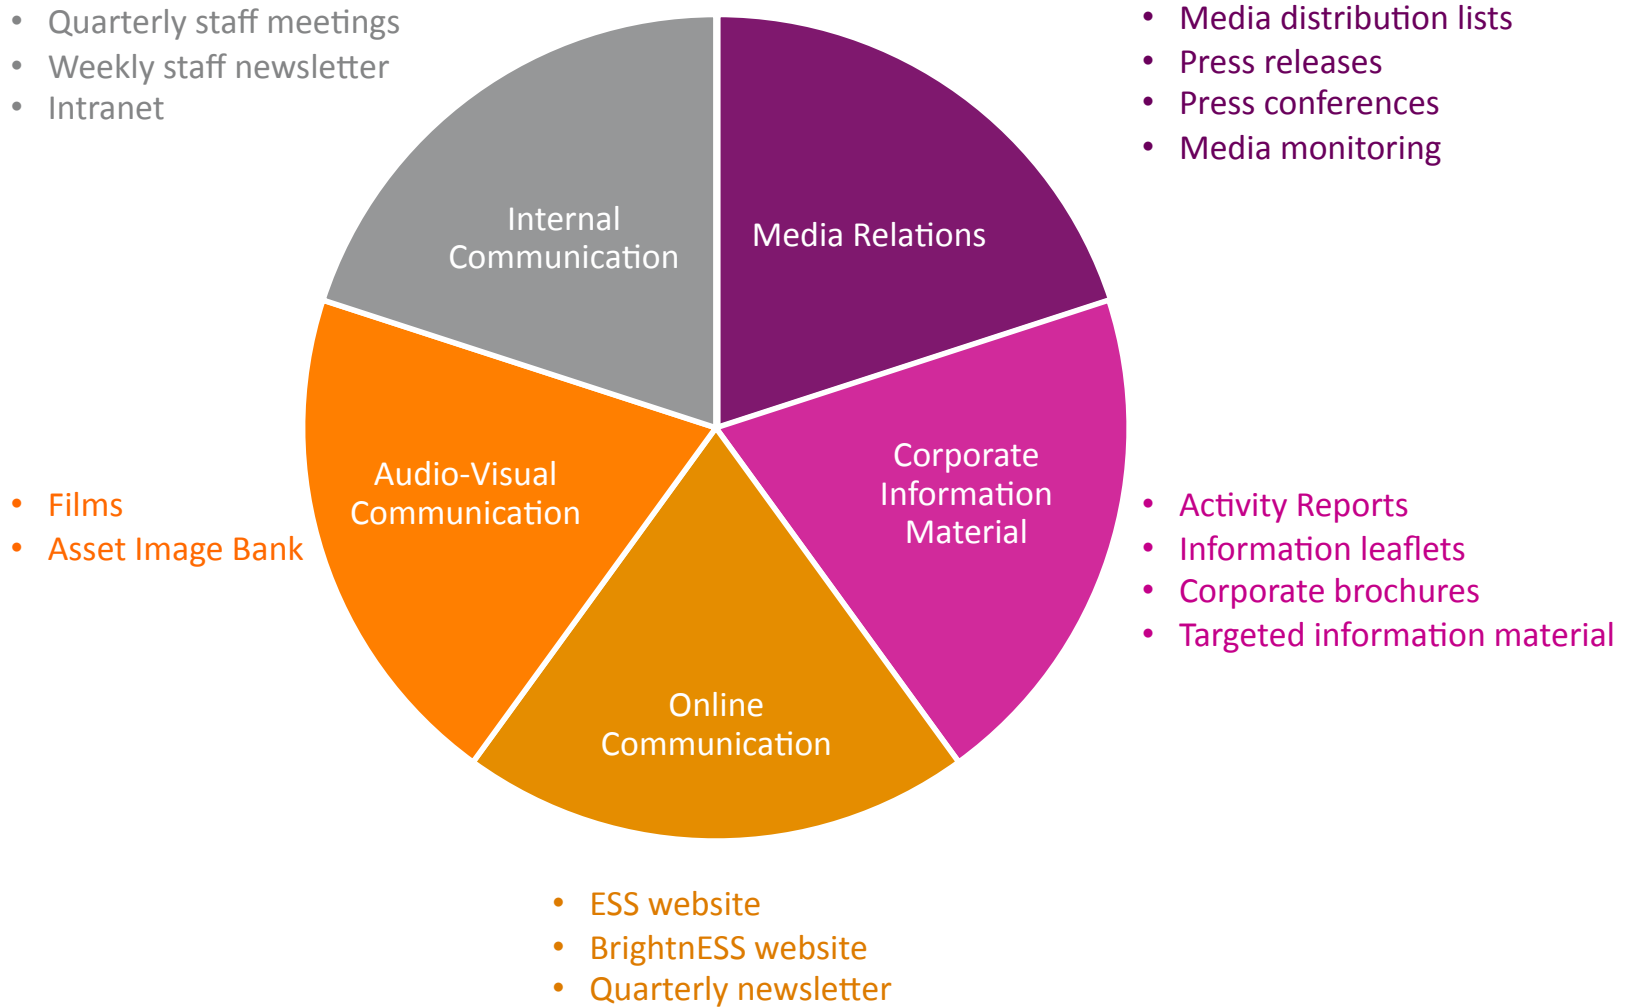 • Quarterly staff meetings
• Weekly staff newsletter
• Intranet
• Media distribution lists
• Press releases
• Press conferences
• Media monitoring
Internal
Communication
Media Relations
Audio-Visual
Communication
Corporate
Information
Material
Online
Communication
• Films
• Asset Image Bank
• Activity Reports
• Information leaflets
• Corporate brochures
• Targeted information material
• ESS website
• BrightnESS website
• Quarterly newsletter